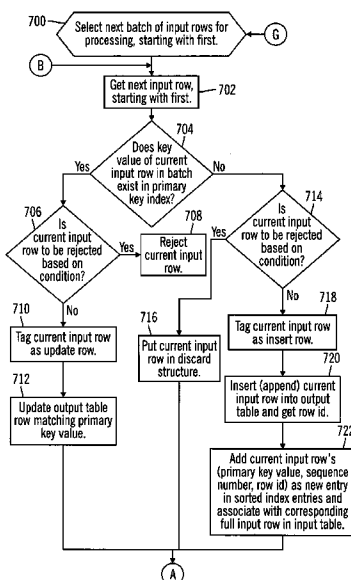 700
Select next batch of input rows for
processing, starting with first.
G
B
Get next input row,
starting with first.
702
704
Does key
value of current
input row in batch
exist in primary
key index?
Yes
No
706
Is
current input
row to be rejected
based on
condition?
Yes
No
708
Reject
current input
row.
714
Is
current input
row to be rejected
based on
condition?
Yes
No
710
Tag current input row
as update row.
712
Update output table
row matching primary
key value.
716
Put current input
row in discard
structure.
718
Tag current input row
as insert row.
720
Insert (append) current
input row into output
table and get row id.
722
Add current input row's
(primary key value, sequence
number, row id) as new entry
in sorted index entries and
associate with corresponding
full input row in input table.
A